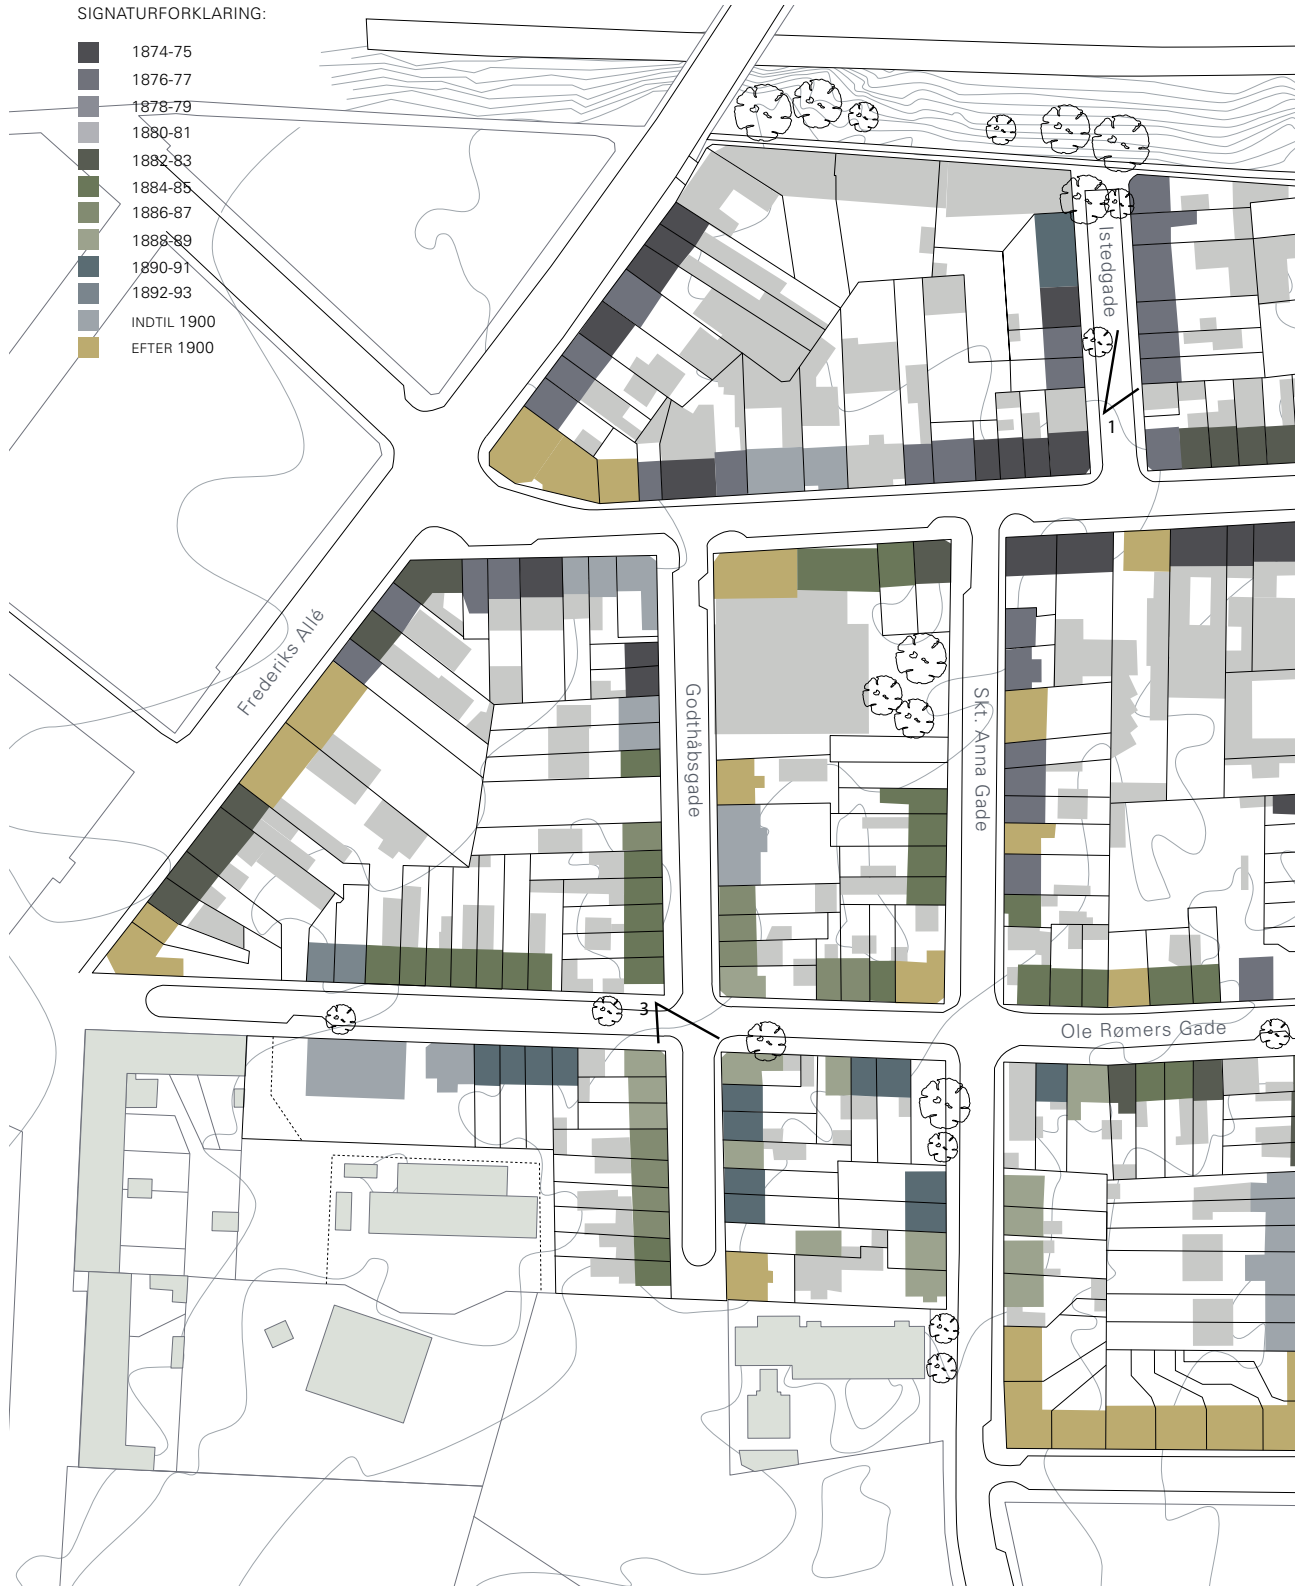 SIGNATURFORKLARING:
1874-75
1876-77
1878-79
1880-81
1882-83
1884-85
1886-87
1888-89
1890-91
1892-93
INDTIL 1900
EFTER 1900
Istedgade
1
Frederiks Allé
Godthåbsgade
Skt. Anna Gade
3
Ole Rømers Gade